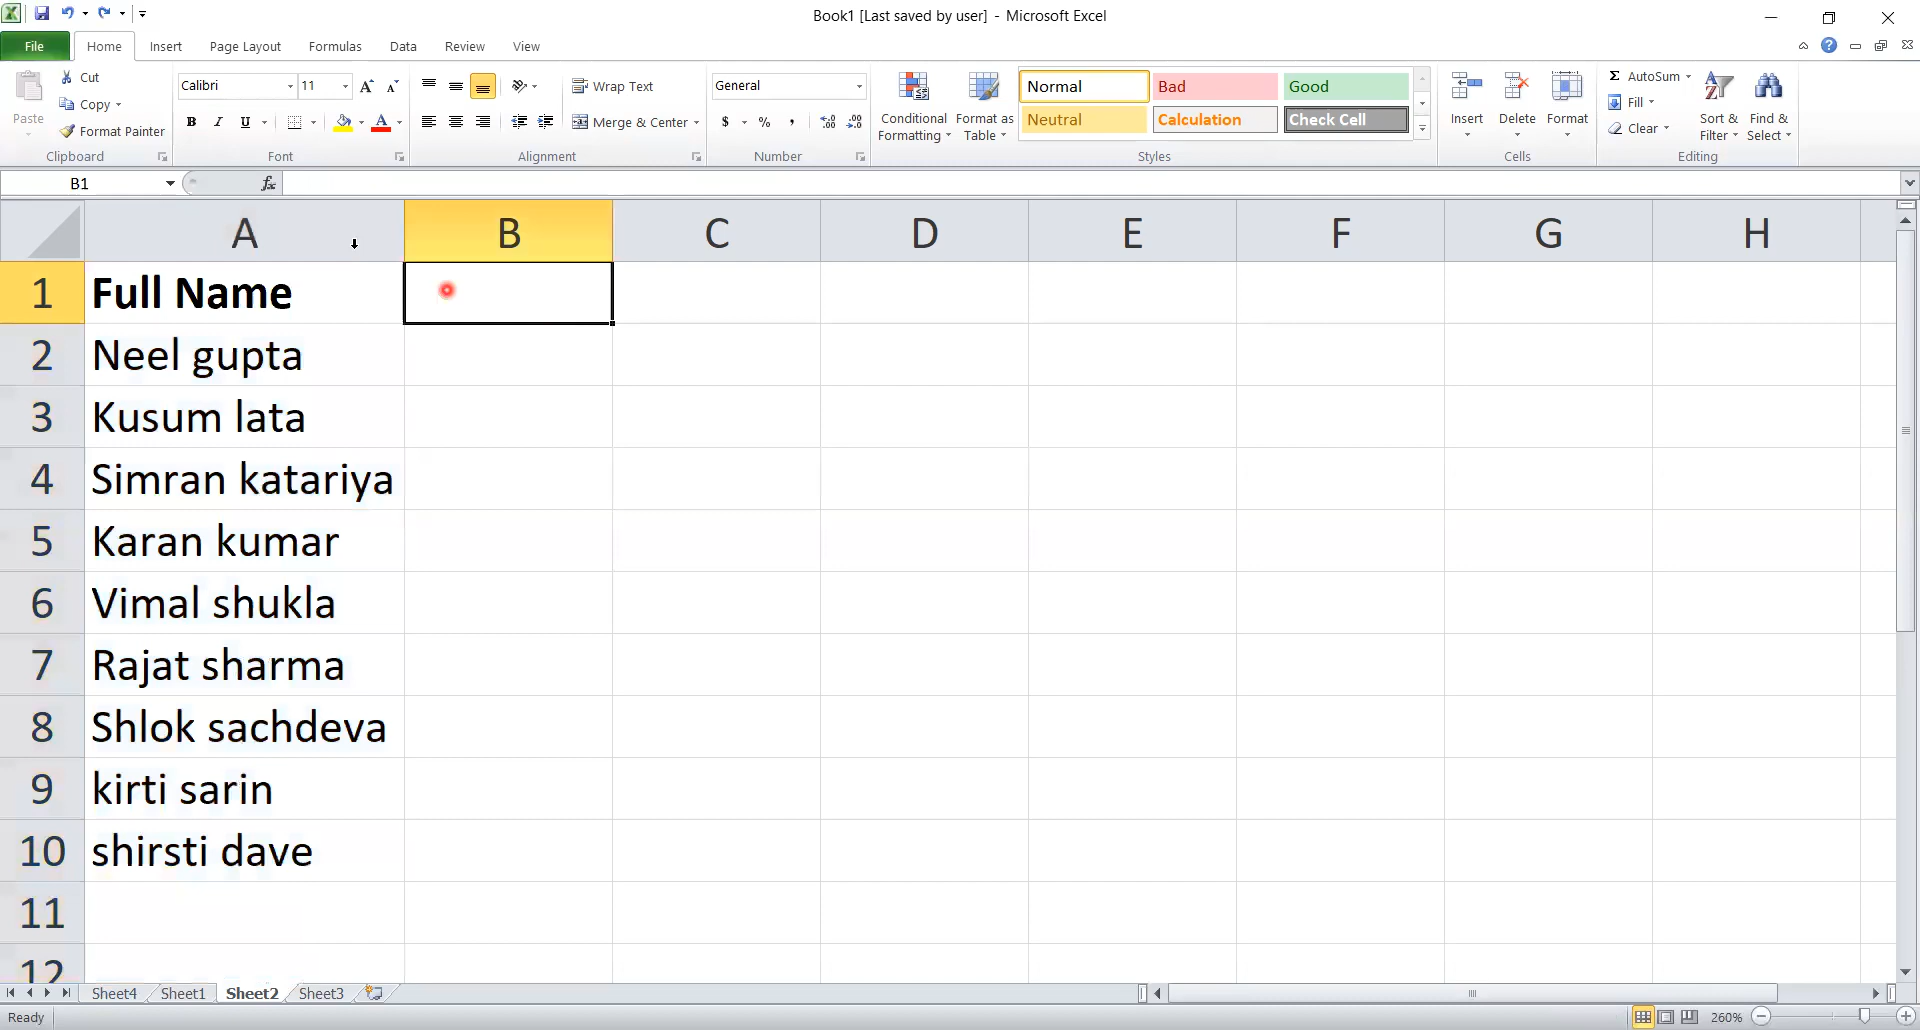 Book1 [Last saved by user] - Microsoft Excel
File Home Insert Page Layout Formulas Data Review View
Paste
Cut
Copy
Format Painter
Clipboard
Calibri 11
B I U
Font
Wrap Text
Merge & Center
Alignment
General
$ % ,
Number
Conditional Formatting
Format as Table
Normal Bad Good
Neutral Calculation Check Cell
Styles
Insert Delete Format
Cells
AutoSum
Fill
Clear
Sort & Filter
Find & Select
Editing
B1 fx
A B C D E F G H
1 Full Name
2 Neel gupta
3 Kusum lata
4 Simran katariya
5 Karan kumar
6 Vimal shukla
7 Rajat sharma
8 Shlok sachdeva
9 kirti sarin
10 shirsti dave
11
12
Sheet4 Sheet1 Sheet2 Sheet3
Ready 260%